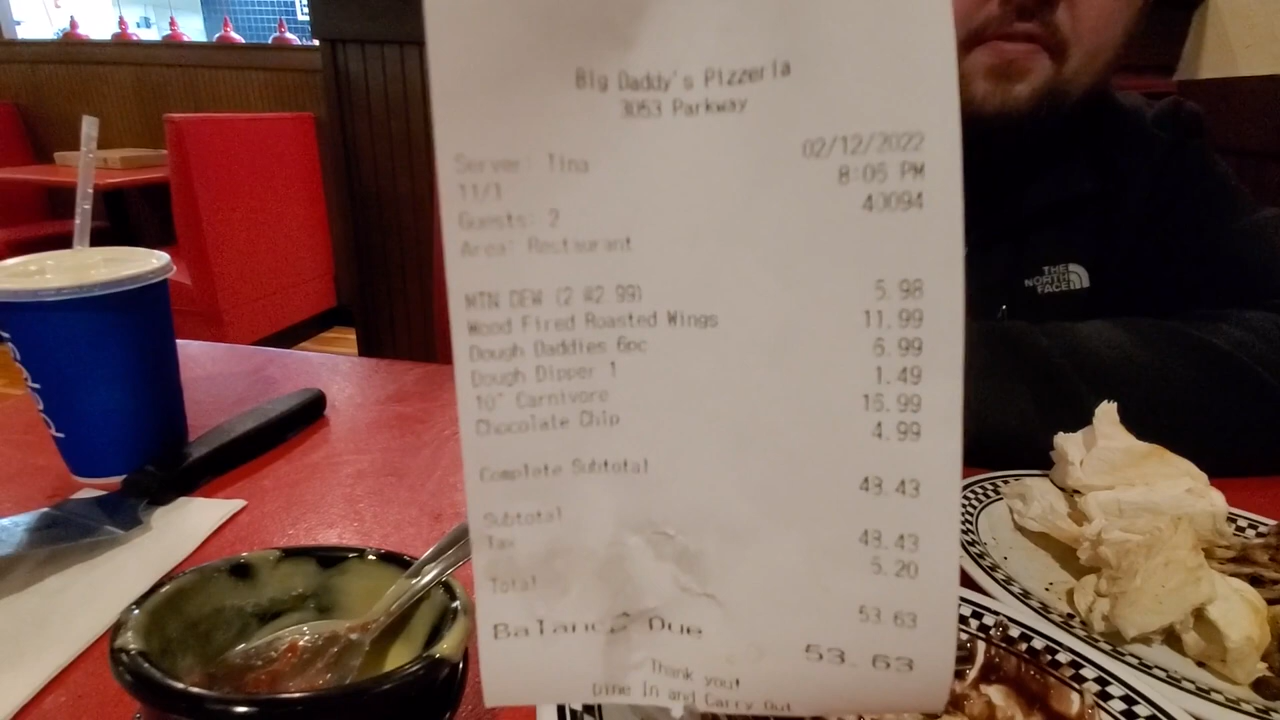 Big Daddy's Pizzeria
3053 Parkway
02/12/2022
Server: Tina 8:05 PM
11/1 40094
Guests: 2
Area: Restaurant
MTN DEW (2 @2.99) 5.98
Wood Fired Roasted Wings 11.99
Dough Daddies 6pc 6.99
Dough Dipper 1 1.49
10" Carnivore 16.99
Chocolate Chip 4.99
Complete Subtotal 48.43
Subtotal 48.43
Tax 5.20
Total 53.63
Balance Due 53.63
Thank you!
Dine In and Carry Out
THE
NORTH
FACE
pepsi